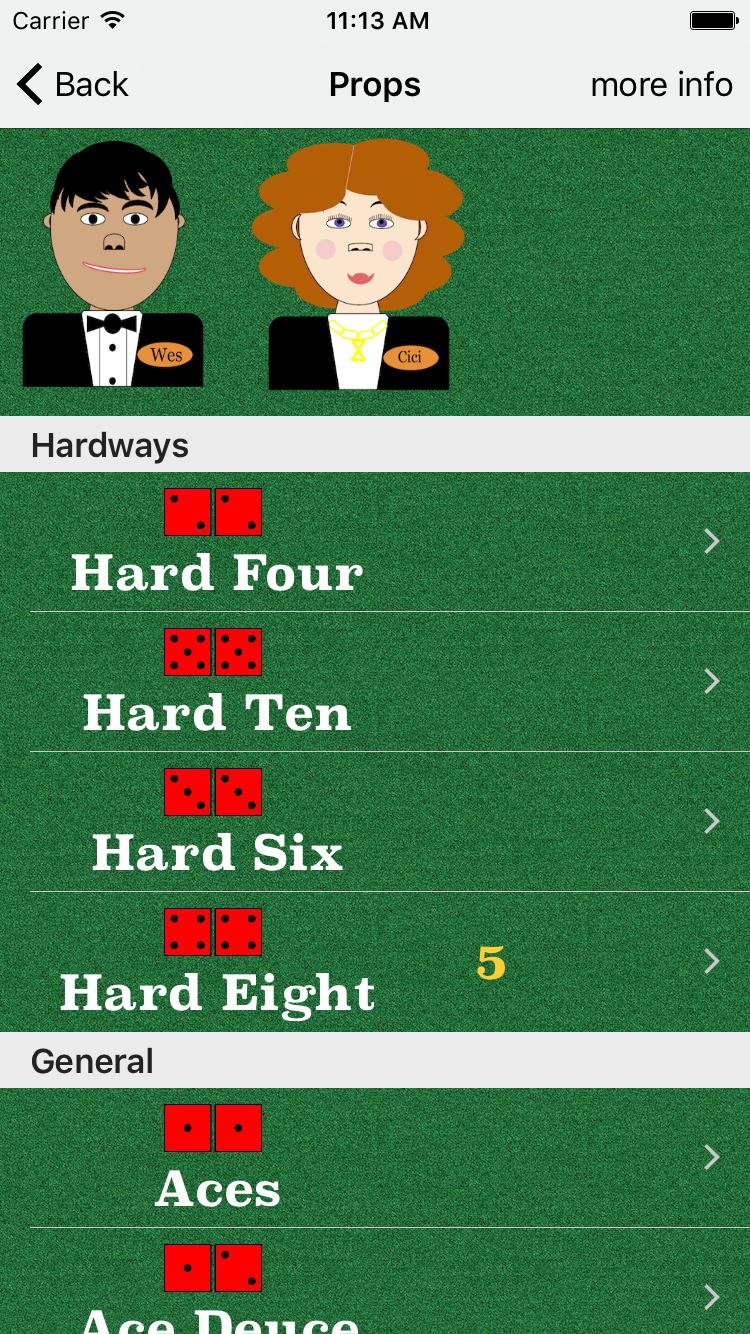 Carrier 11:13 AM
Back Props more info
Wes Cici
Hardways
Hard Four
Hard Ten
Hard Six
Hard Eight 5
General
Aces
Ace Deuce